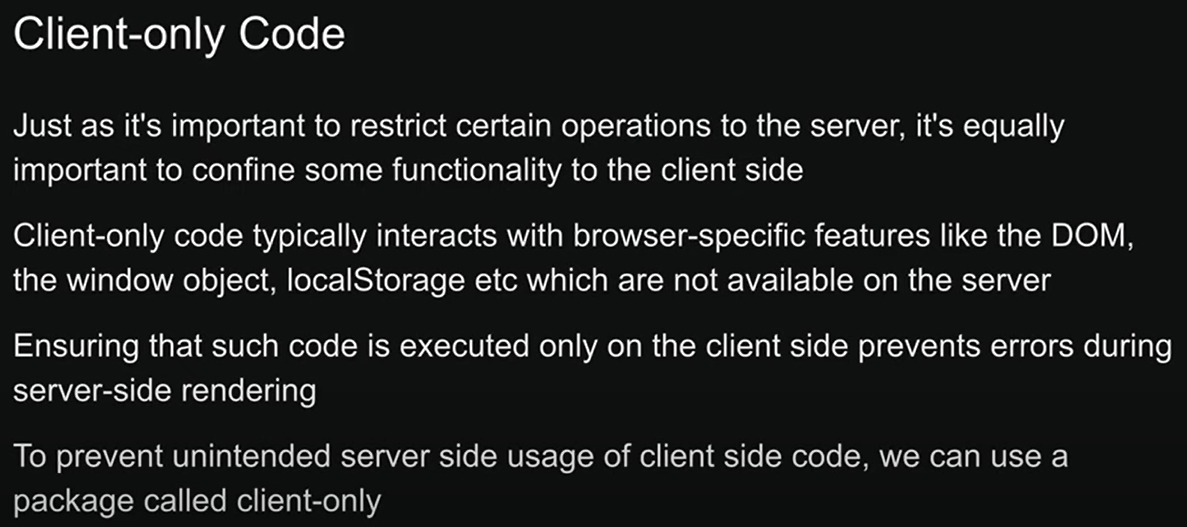 Client-only Code
Just as it's important to restrict certain operations to the server, it's equally
important to confine some functionality to the client side
Client-only code typically interacts with browser-specific features like the DOM,
the window object, localStorage etc which are not available on the server
Ensuring that such code is executed only on the client side prevents errors during
server-side rendering
To prevent unintended server side usage of client side code, we can use a
package called client-only